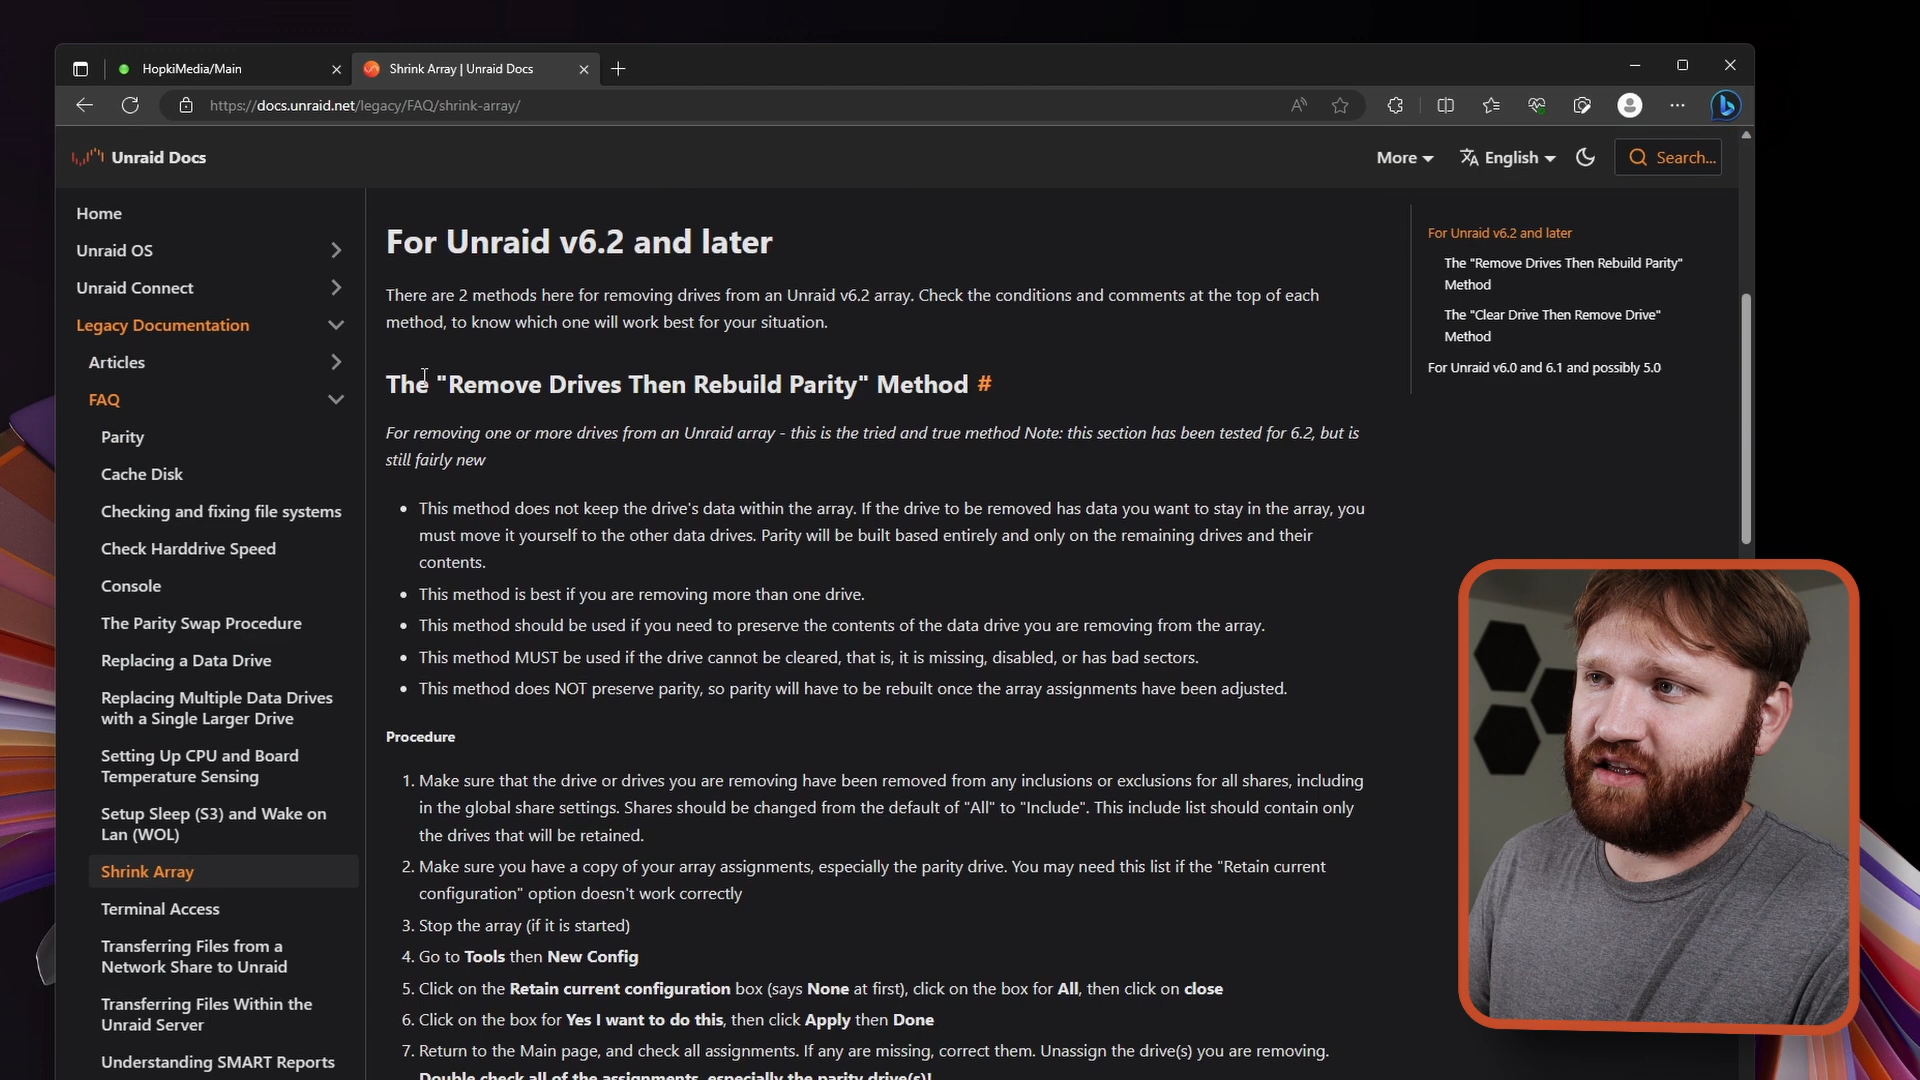 HopkiMedia/Main
Shrink Array | Unraid Docs
https://docs.unraid.net/legacy/FAQ/shrink-array/
Unraid Docs
More
English
Search...
Home
Unraid OS
Unraid Connect
Legacy Documentation
Articles
FAQ
Parity
Cache Disk
Checking and fixing file systems
Check Harddrive Speed
Console
The Parity Swap Procedure
Replacing a Data Drive
Replacing Multiple Data Drives
with a Single Larger Drive
Setting Up CPU and Board
Temperature Sensing
Setup Sleep (S3) and Wake on
Lan (WOL)
Shrink Array
Terminal Access
Transferring Files from a
Network Share to Unraid
Transferring Files Within the
Unraid Server
Understanding SMART Reports
For Unraid v6.2 and later
There are 2 methods here for removing drives from an Unraid v6.2 array. Check the conditions and comments at the top of each
method, to know which one will work best for your situation.
The "Remove Drives Then Rebuild Parity" Method #
For removing one or more drives from an Unraid array - this is the tried and true method Note: this section has been tested for 6.2, but is
still fairly new
• This method does not keep the drive's data within the array. If the drive to be removed has data you want to stay in the array, you
must move it yourself to the other data drives. Parity will be built based entirely and only on the remaining drives and their
contents.
• This method is best if you are removing more than one drive.
• This method should be used if you need to preserve the contents of the data drive you are removing from the array.
• This method MUST be used if the drive cannot be cleared, that is, it is missing, disabled, or has bad sectors.
• This method does NOT preserve parity, so parity will have to be rebuilt once the array assignments have been adjusted.
Procedure
1. Make sure that the drive or drives you are removing have been removed from any inclusions or exclusions for all shares, including
in the global share settings. Shares should be changed from the default of "All" to "Include". This include list should contain only
the drives that will be retained.
2. Make sure you have a copy of your array assignments, especially the parity drive. You may need this list if the "Retain current
configuration" option doesn't work correctly
3. Stop the array (if it is started)
4. Go to Tools then New Config
5. Click on the Retain current configuration box (says None at first), click on the box for All, then click on close
6. Click on the box for Yes I want to do this, then click Apply then Done
7. Return to the Main page, and check all assignments. If any are missing, correct them. Unassign the drive(s) you are removing.
Double check all of the assignments, especially the parity drive(s)!
For Unraid v6.2 and later
The "Remove Drives Then Rebuild Parity"
Method
The "Clear Drive Then Remove Drive"
Method
For Unraid v6.0 and 6.1 and possibly 5.0